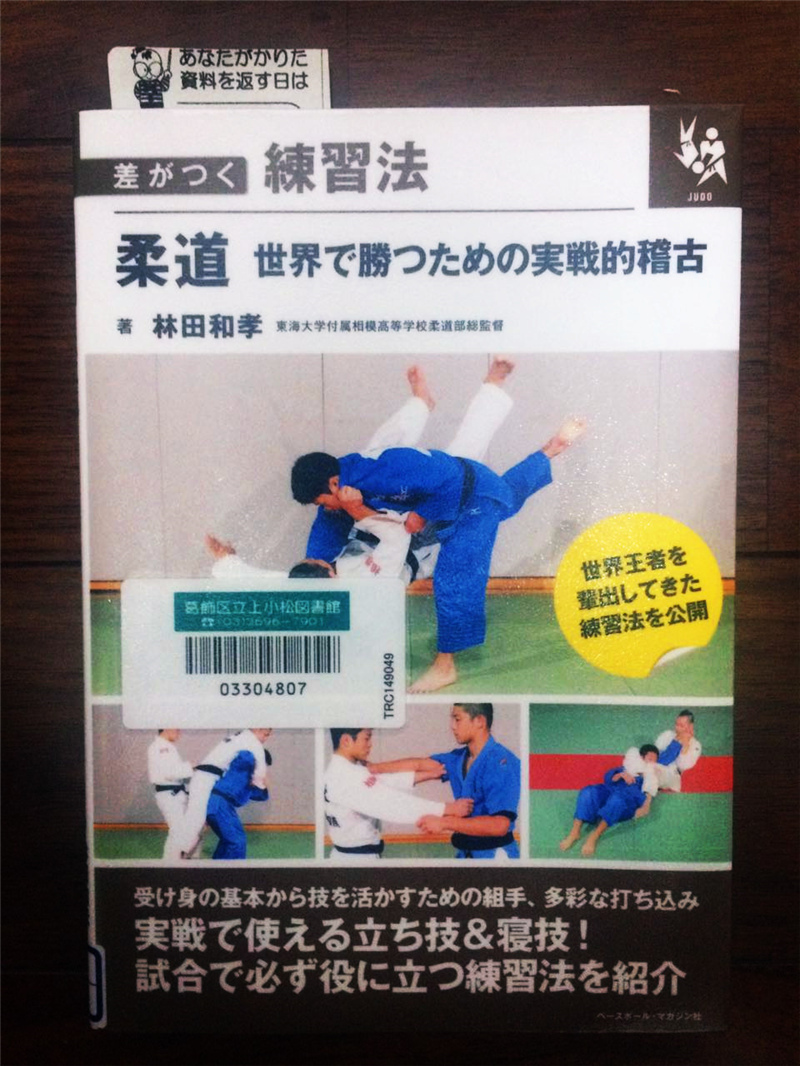 あなたがかりた
資料を返す日は
差がつく 練習法
JUDO
柔道 世界で勝つための実戦的稽古
著 林田和孝 東海大学付属相模高等学校柔道部総監督
世界王者を
輩出してきた
練習法を公開
葛飾区立上小松図書館
☎03(3696)7901
03304807
TRC149049
受け身の基本から技を活かすための組手、多彩な打ち込み
実戦で使える立ち技&寝技!
試合で必ず役に立つ練習法を紹介
ベースボール・マガジン社